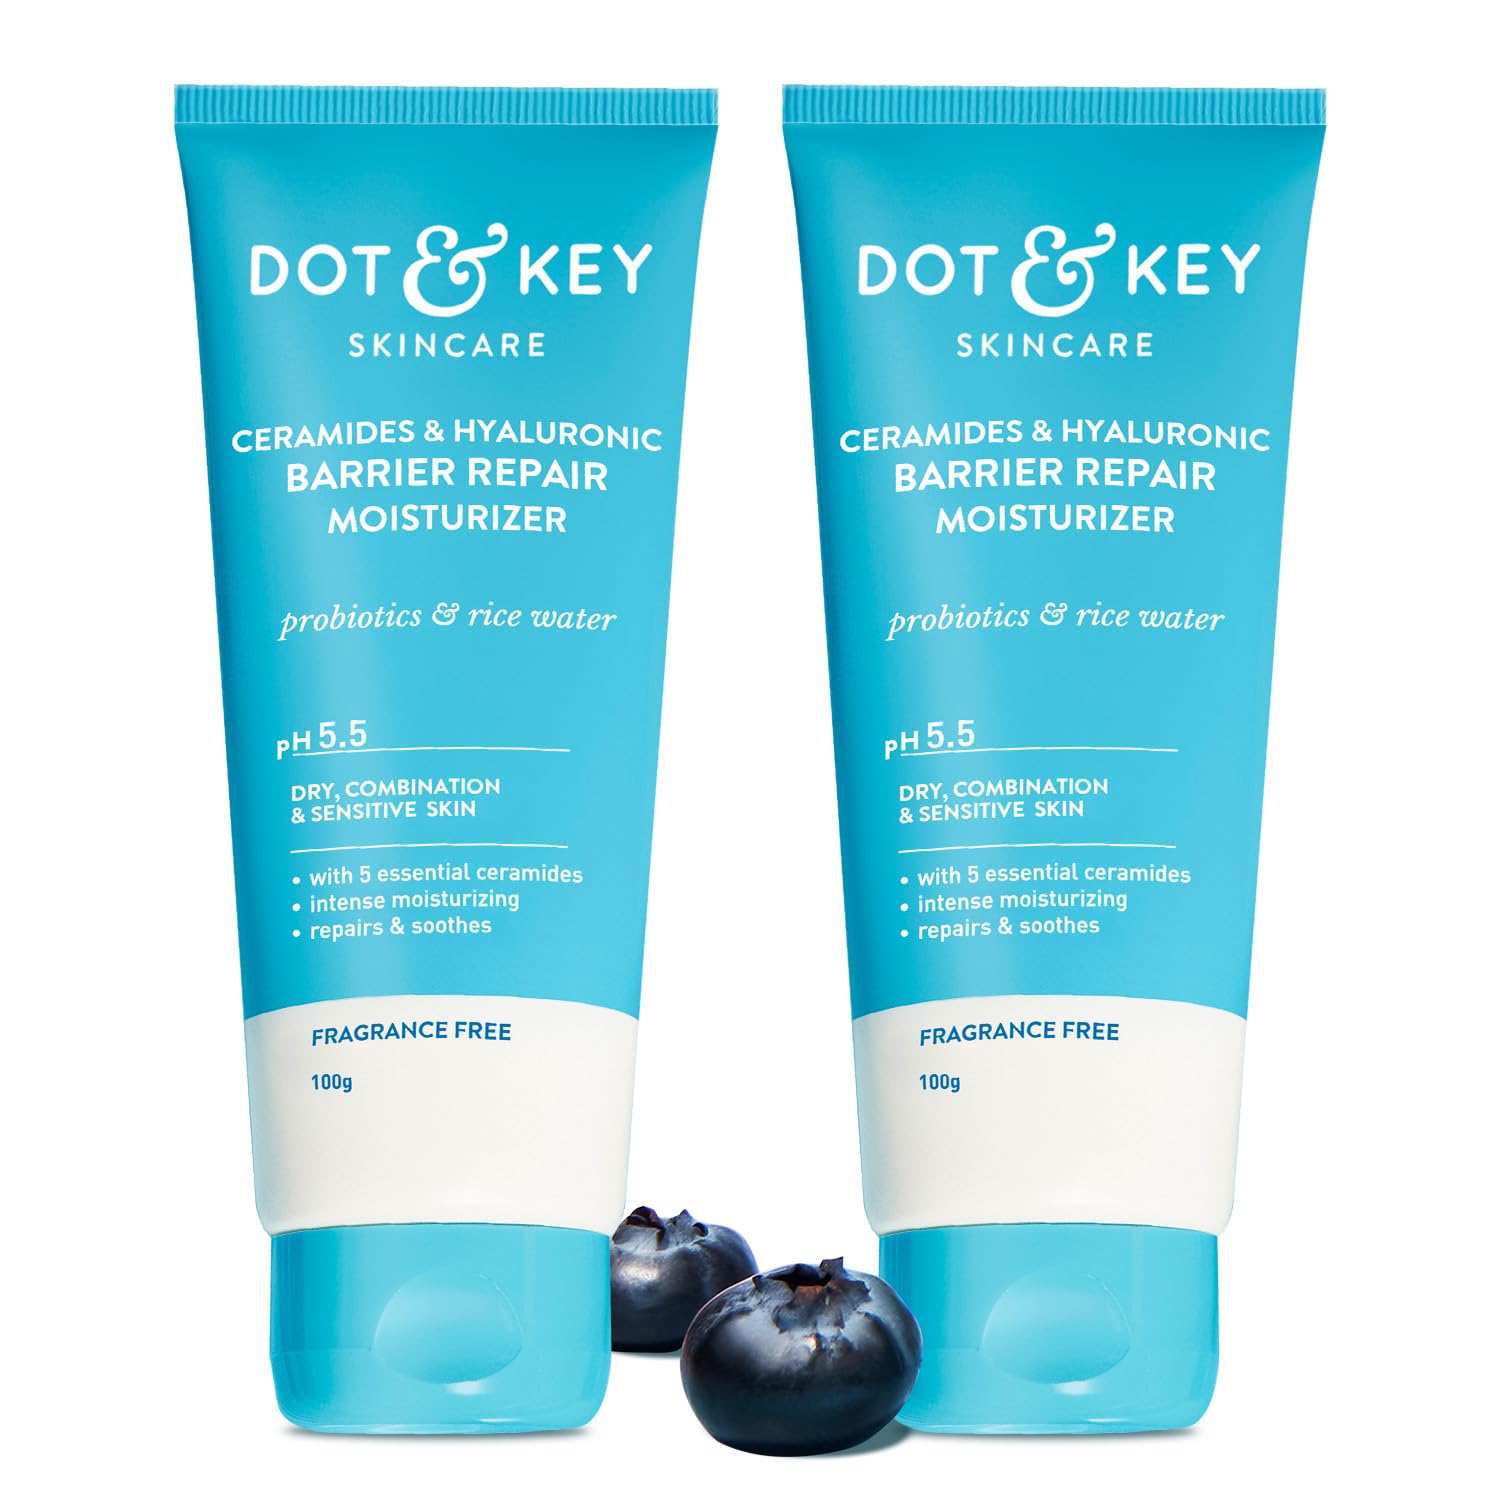 DOT & KEY
SKINCARE
CERAMIDES & HYALURONIC
BARRIER REPAIR
MOISTURIZER
probiotics & rice water
pH 5.5
DRY, COMBINATION
& SENSITIVE SKIN
• with 5 essential ceramides
• intense moisturizing
• repairs & soothes
FRAGRANCE FREE
100g
DOT & KEY
SKINCARE
CERAMIDES & HYALURONIC
BARRIER REPAIR
MOISTURIZER
probiotics & rice water
pH 5.5
DRY, COMBINATION
& SENSITIVE SKIN
• with 5 essential ceramides
• intense moisturizing
• repairs & soothes
FRAGRANCE FREE
100g